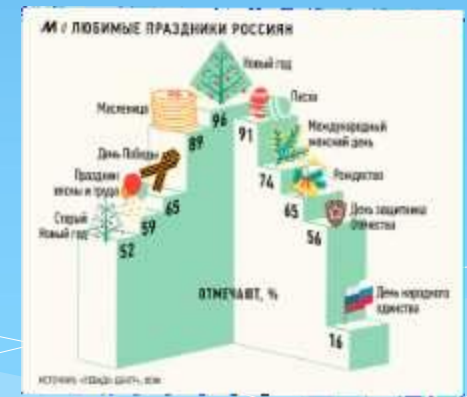 М // ЛЮБИМЫЕ ПРАЗДНИКИ РОССИЯН
Новый год
96
Масленица
89
Пасха
91
День Победы
65
Международный
женский день
74
Праздник
весны и труда
59
Рождество
65
Старый
Новый год
52
День защитника
Отечества
56
День народного
единства
16
ОТМЕЧАЮТ, %